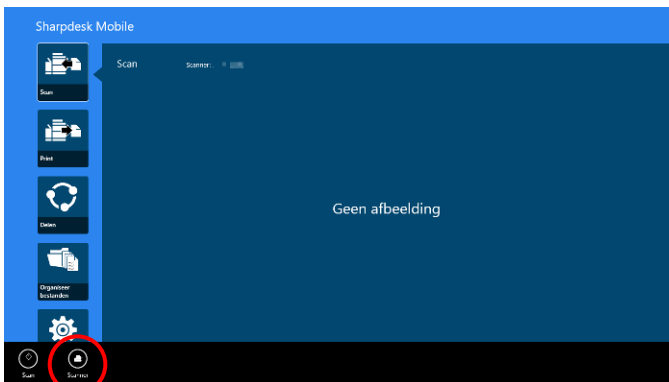 Sharpdesk Mobile
Scan
Scan
Scanner:
Print
Geen afbeelding
Delen
Organiseer
bestanden
Scan
Scanner